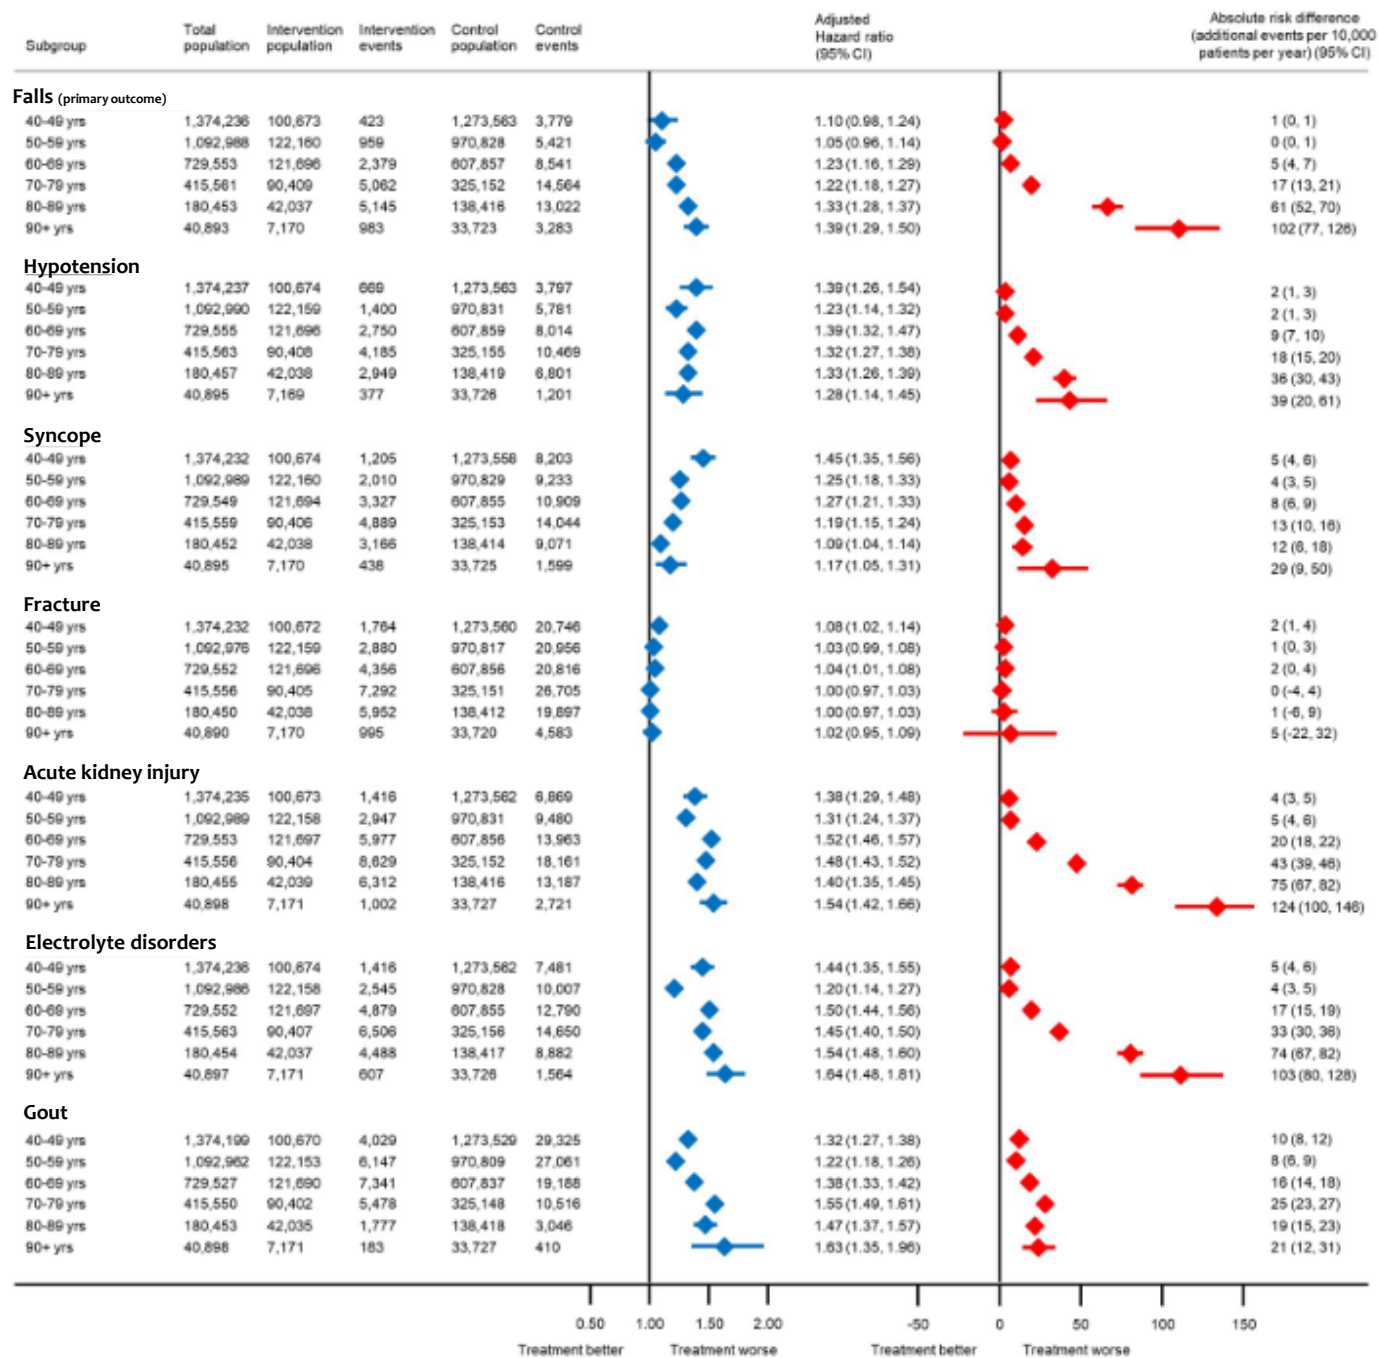 Subgroup Total population Intervention population Intervention events Control population Control events Adjusted Hazard ratio (95% CI) Absolute risk difference (additional events per 10,000 patients per year) (95% CI)
Falls (primary outcome)
40-49 yrs 1,374,236 100,673 423 1,273,563 3,779 1.10 (0.98, 1.24) 1 (0, 1)
50-59 yrs 1,092,988 122,160 959 970,828 5,421 1.05 (0.96, 1.14) 0 (0, 1)
60-69 yrs 729,553 121,696 2,379 607,857 8,541 1.23 (1.16, 1.29) 5 (4, 7)
70-79 yrs 415,561 90,409 5,062 325,152 14,564 1.22 (1.18, 1.27) 17 (13, 21)
80-89 yrs 180,453 42,037 5,145 138,416 13,022 1.33 (1.28, 1.37) 61 (52, 70)
90+ yrs 40,893 7,170 983 33,723 3,283 1.39 (1.29, 1.50) 102 (77, 126)
Hypotension
40-49 yrs 1,374,237 100,674 669 1,273,563 3,797 1.39 (1.26, 1.54) 2 (1, 3)
50-59 yrs 1,092,990 122,159 1,400 970,831 5,781 1.23 (1.14, 1.32) 2 (1, 3)
60-69 yrs 729,555 121,696 2,750 607,859 8,014 1.39 (1.32, 1.47) 9 (7, 10)
70-79 yrs 415,563 90,408 4,185 325,155 10,469 1.32 (1.27, 1.38) 18 (15, 20)
80-89 yrs 180,457 42,038 2,949 138,419 6,801 1.33 (1.26, 1.39) 36 (30, 43)
90+ yrs 40,895 7,169 377 33,726 1,201 1.28 (1.14, 1.45) 39 (20, 61)
Syncope
40-49 yrs 1,374,232 100,674 1,205 1,273,558 8,203 1.45 (1.35, 1.56) 5 (4, 6)
50-59 yrs 1,092,989 122,160 2,010 970,829 9,233 1.25 (1.18, 1.33) 4 (3, 5)
60-69 yrs 729,549 121,694 3,327 607,855 10,909 1.27 (1.21, 1.33) 8 (6, 9)
70-79 yrs 415,559 90,406 4,889 325,153 14,044 1.19 (1.15, 1.24) 13 (10, 16)
80-89 yrs 180,452 42,038 3,166 138,414 9,071 1.09 (1.04, 1.14) 12 (6, 18)
90+ yrs 40,895 7,170 438 33,725 1,599 1.17 (1.05, 1.31) 29 (9, 50)
Fracture
40-49 yrs 1,374,232 100,672 1,764 1,273,560 20,746 1.08 (1.02, 1.14) 2 (1, 4)
50-59 yrs 1,092,976 122,159 2,880 970,817 20,956 1.03 (0.99, 1.08) 1 (0, 3)
60-69 yrs 729,552 121,696 4,356 607,856 20,816 1.04 (1.01, 1.08) 2 (0, 4)
70-79 yrs 415,556 90,405 7,292 325,151 26,705 1.00 (0.97, 1.03) 0 (-4, 4)
80-89 yrs 180,450 42,038 5,952 138,412 19,897 1.00 (0.97, 1.03) 1 (-6, 9)
90+ yrs 40,890 7,170 995 33,720 4,583 1.02 (0.95, 1.09) 5 (-22, 32)
Acute kidney injury
40-49 yrs 1,374,235 100,673 1,416 1,273,562 6,869 1.38 (1.29, 1.48) 4 (3, 5)
50-59 yrs 1,092,989 122,158 2,947 970,831 9,480 1.31 (1.24, 1.37) 5 (4, 6)
60-69 yrs 729,553 121,697 5,977 607,856 13,963 1.52 (1.46, 1.57) 20 (18, 22)
70-79 yrs 415,556 90,404 8,629 325,152 18,161 1.48 (1.43, 1.52) 43 (39, 46)
80-89 yrs 180,455 42,039 6,312 138,416 13,187 1.40 (1.35, 1.45) 75 (67, 82)
90+ yrs 40,898 7,171 1,002 33,727 2,721 1.54 (1.42, 1.66) 124 (100, 146)
Electrolyte disorders
40-49 yrs 1,374,236 100,674 1,416 1,273,562 7,481 1.44 (1.35, 1.55) 5 (4, 6)
50-59 yrs 1,092,986 122,158 2,545 970,828 10,007 1.20 (1.14, 1.27) 4 (3, 5)
60-69 yrs 729,552 121,697 4,879 607,855 12,790 1.50 (1.44, 1.56) 17 (15, 19)
70-79 yrs 415,563 90,407 6,506 325,156 14,650 1.45 (1.40, 1.50) 33 (30, 36)
80-89 yrs 180,454 42,037 4,488 138,417 8,882 1.54 (1.48, 1.60) 74 (67, 82)
90+ yrs 40,897 7,171 607 33,726 1,564 1.64 (1.48, 1.81) 103 (80, 128)
Gout
40-49 yrs 1,374,199 100,670 4,029 1,273,529 29,325 1.32 (1.27, 1.38) 10 (8, 12)
50-59 yrs 1,092,962 122,153 6,147 970,809 27,061 1.22 (1.18, 1.26) 8 (6, 9)
60-69 yrs 729,527 121,690 7,341 607,837 19,188 1.38 (1.33, 1.42) 16 (14, 18)
70-79 yrs 415,550 90,402 5,478 325,148 10,516 1.55 (1.49, 1.61) 25 (23, 27)
80-89 yrs 180,453 42,035 1,777 138,418 3,046 1.47 (1.37, 1.57) 19 (15, 23)
90+ yrs 40,898 7,171 183 33,727 410 1.63 (1.35, 1.96) 21 (12, 31)
0.50 1.00 1.50 2.00 -50 0 50 100 150
Treatment better Treatment worse Treatment better Treatment worse